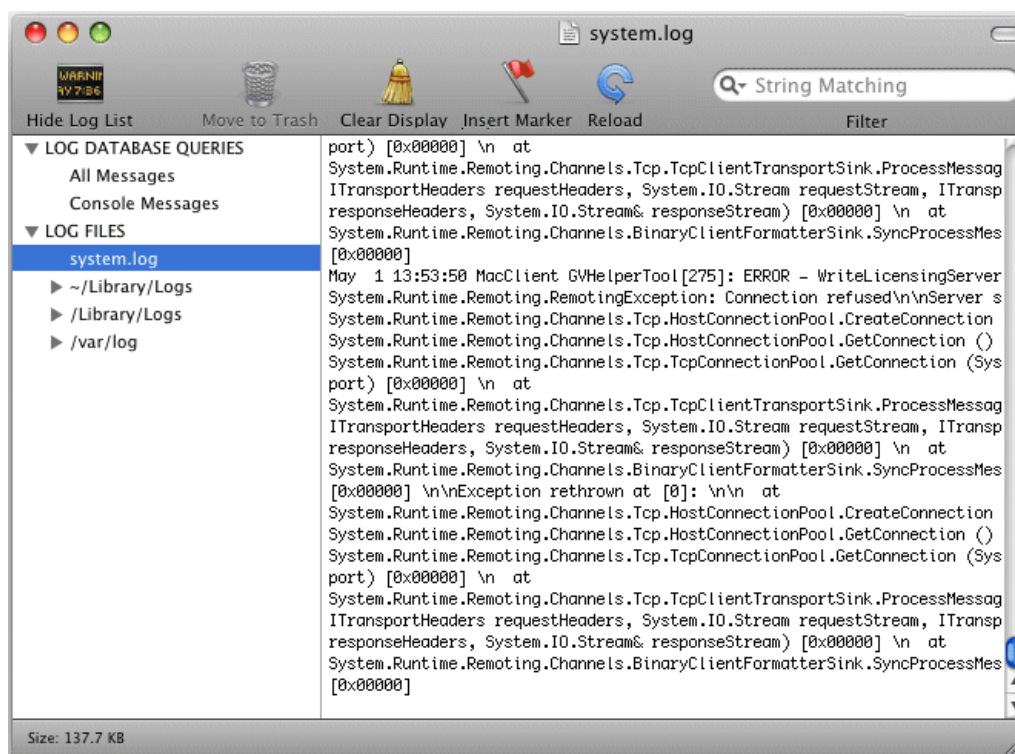 system.log
WARNIN
AY 7:86
String Matching
Hide Log List Move to Trash Clear Display Insert Marker Reload Filter
LOG DATABASE QUERIES
All Messages
Console Messages
LOG FILES
system.log
~/Library/Logs
/Library/Logs
/var/log
port) [0x00000] \n at
System.Runtime.Remoting.Channels.Tcp.TcpClientTransportSink.ProcessMessag
ITransportHeaders requestHeaders, System.IO.Stream requestStream, ITransp
responseHeaders, System.IO.Stream& responseStream) [0x00000] \n at
System.Runtime.Remoting.Channels.BinaryClientFormatterSink.SyncProcessMes
[0x00000]
May 1 13:53:50 MacClient GVHelperTool[275]: ERROR – WriteLicensingServer
System.Runtime.Remoting.RemotingException: Connection refused\n\nServer s
System.Runtime.Remoting.Channels.Tcp.HostConnectionPool.CreateConnection
System.Runtime.Remoting.Channels.Tcp.HostConnectionPool.GetConnection ()
System.Runtime.Remoting.Channels.Tcp.TcpConnectionPool.GetConnection (Sys
port) [0x00000] \n at
System.Runtime.Remoting.Channels.Tcp.TcpClientTransportSink.ProcessMessag
ITransportHeaders requestHeaders, System.IO.Stream requestStream, ITransp
responseHeaders, System.IO.Stream& responseStream) [0x00000] \n at
System.Runtime.Remoting.Channels.BinaryClientFormatterSink.SyncProcessMes
[0x00000] \n\nException rethrown at [0]: \n\n at
System.Runtime.Remoting.Channels.Tcp.HostConnectionPool.CreateConnection
System.Runtime.Remoting.Channels.Tcp.HostConnectionPool.GetConnection ()
System.Runtime.Remoting.Channels.Tcp.TcpConnectionPool.GetConnection (Sys
port) [0x00000] \n at
System.Runtime.Remoting.Channels.Tcp.TcpClientTransportSink.ProcessMessag
ITransportHeaders requestHeaders, System.IO.Stream requestStream, ITransp
responseHeaders, System.IO.Stream& responseStream) [0x00000] \n at
System.Runtime.Remoting.Channels.BinaryClientFormatterSink.SyncProcessMes
[0x00000]
Size: 137.7 KB